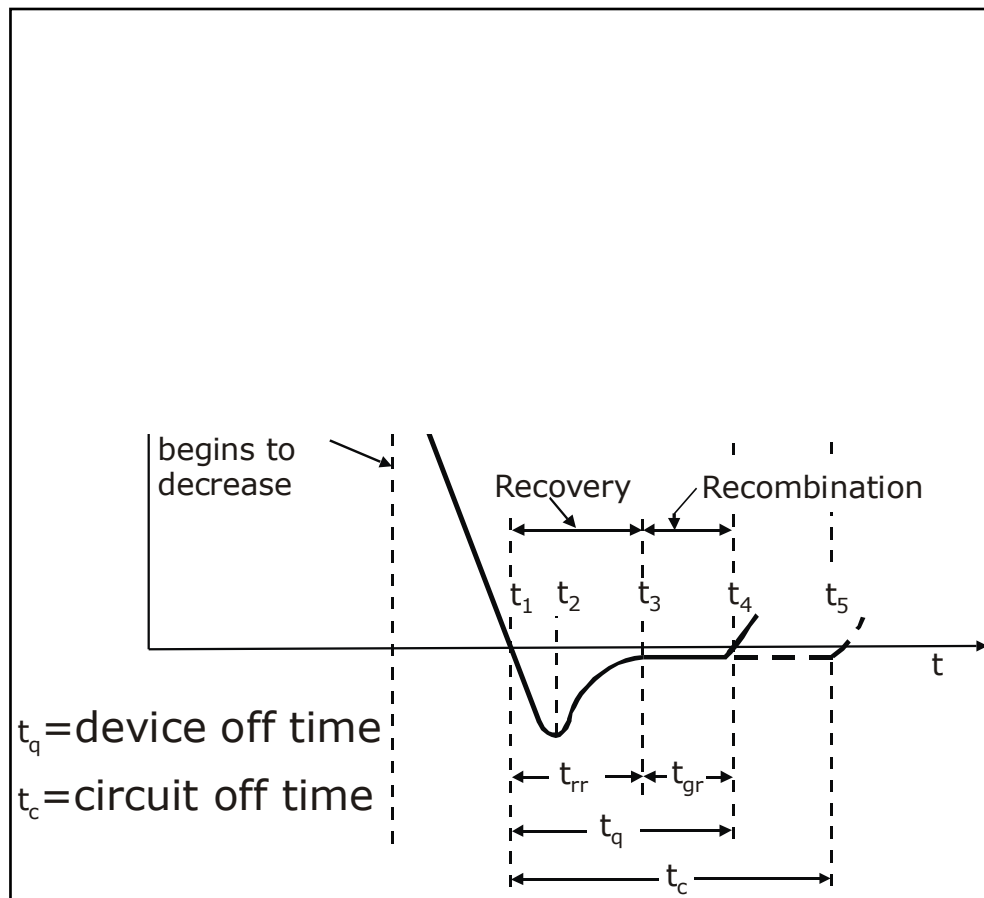 begins to
decrease
Recovery
Recombination
t1 t2 t3 t4 t5
t
tq=device off time
tc=circuit off time
trr tgr
tq
tc